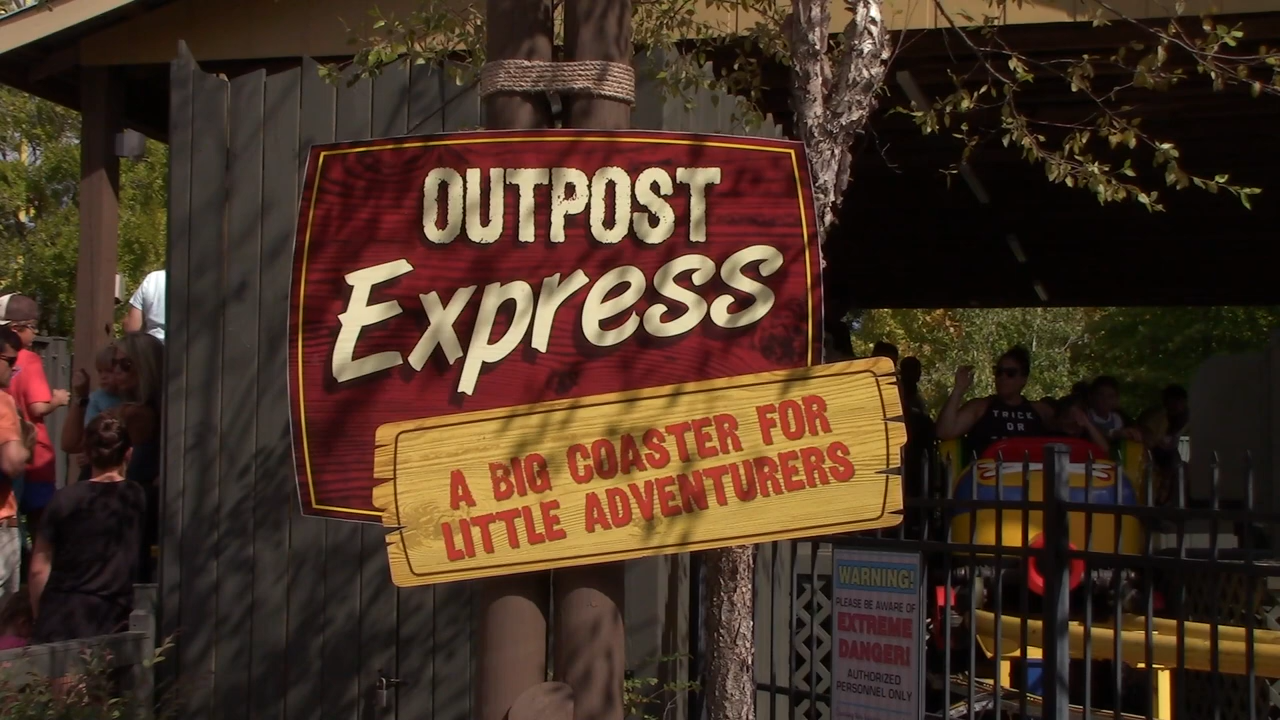 OUTPOST
Express
A BIG COASTER FOR
LITTLE ADVENTURERS
TRICK
OR
WARNING!
PLEASE BE AWARE OF
EXTREME
DANGER!
AUTHORIZED
PERSONNEL ONLY